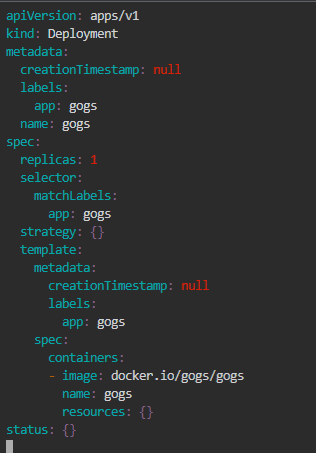 apiVersion: apps/v1
kind: Deployment
metadata:
  creationTimestamp: null
  labels:
    app: gogs
  name: gogs
spec:
  replicas: 1
  selector:
    matchLabels:
      app: gogs
  strategy: {}
  template:
    metadata:
      creationTimestamp: null
      labels:
        app: gogs
    spec:
      containers:
      - image: docker.io/gogs/gogs
        name: gogs
        resources: {}
status: {}